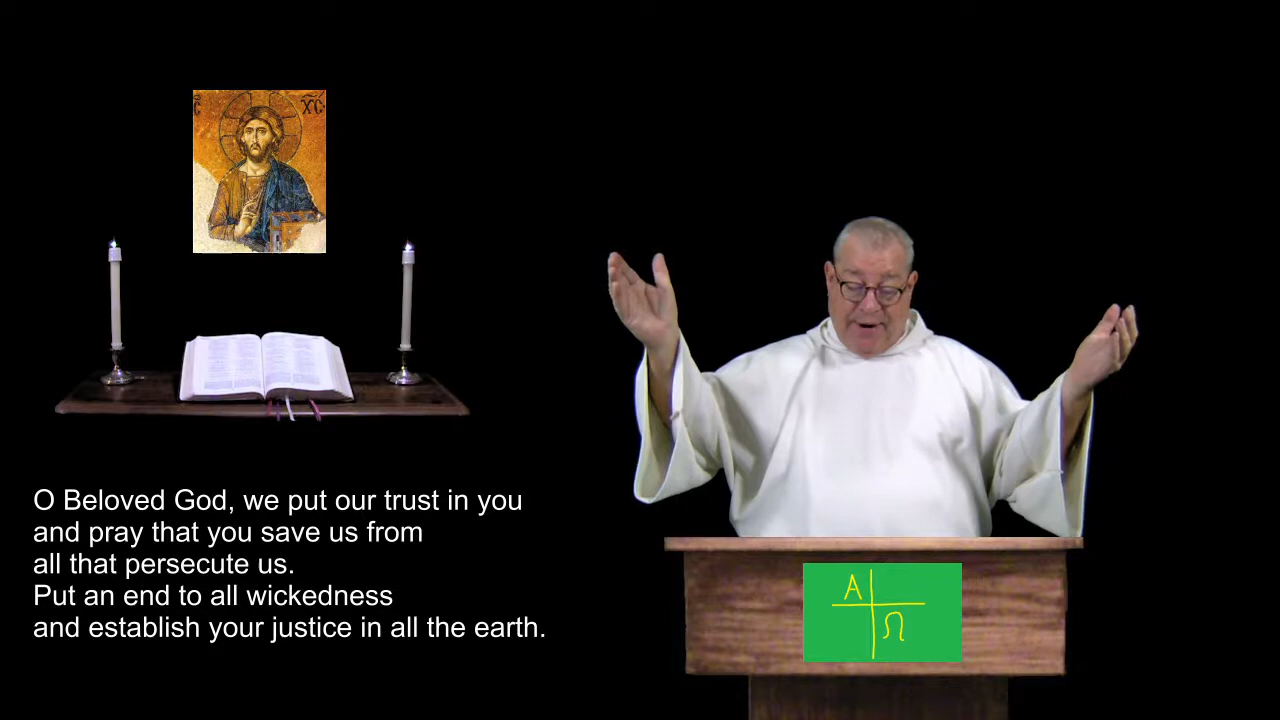 C XC
O Beloved God, we put our trust in you
and pray that you save us from
all that persecute us.
Put an end to all wickedness
and establish your justice in all the earth.
A
Ω